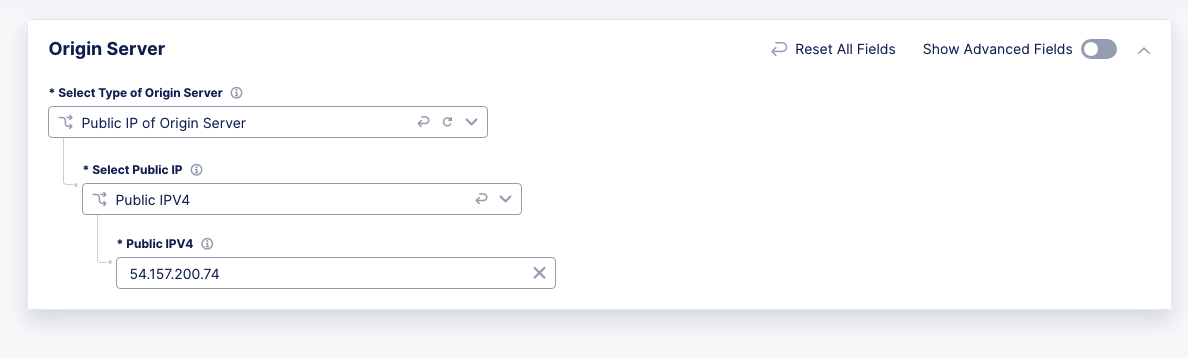 Origin Server
Reset All Fields
Show Advanced Fields
* Select Type of Origin Server
Public IP of Origin Server
* Select Public IP
Public IPV4
* Public IPV4
54.157.200.74